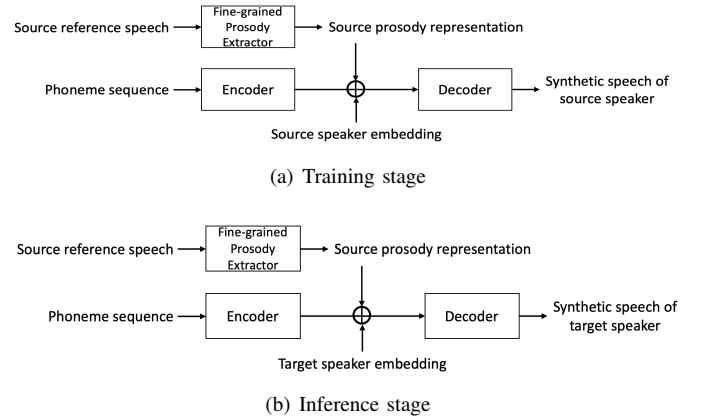 Source reference speech
Fine-grained
Prosody
Extractor
Source prosody representation
Phoneme sequence
Encoder
Decoder
Synthetic speech of
source speaker
Source speaker embedding
(a) Training stage
Source reference speech
Fine-grained
Prosody
Extractor
Source prosody representation
Phoneme sequence
Encoder
Decoder
Synthetic speech of
target speaker
Target speaker embedding
(b) Inference stage